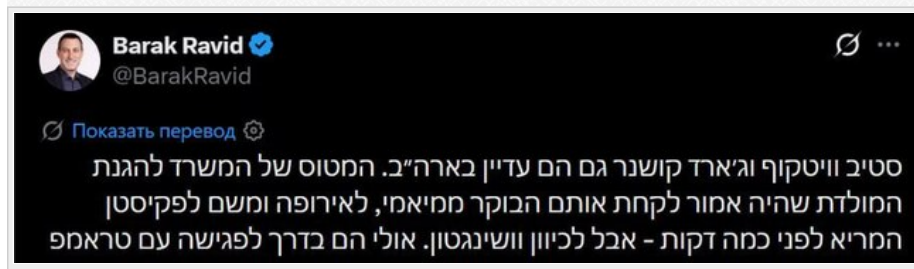 Barak Ravid
@BarakRavid
Показать перевод
סטיב וויטקוף וג׳ארד קושנר גם הם עדיין בארה״ב. המטוס של המשרד להגנת
המולדת שהיה אמור לקחת אותם הבוקר ממיאמי, לאירופה ומשם לפקיסטן
המריא לפני כמה דקות - אבל לכיוון וושינגטון. אולי הם בדרך לפגישה עם טראמפ